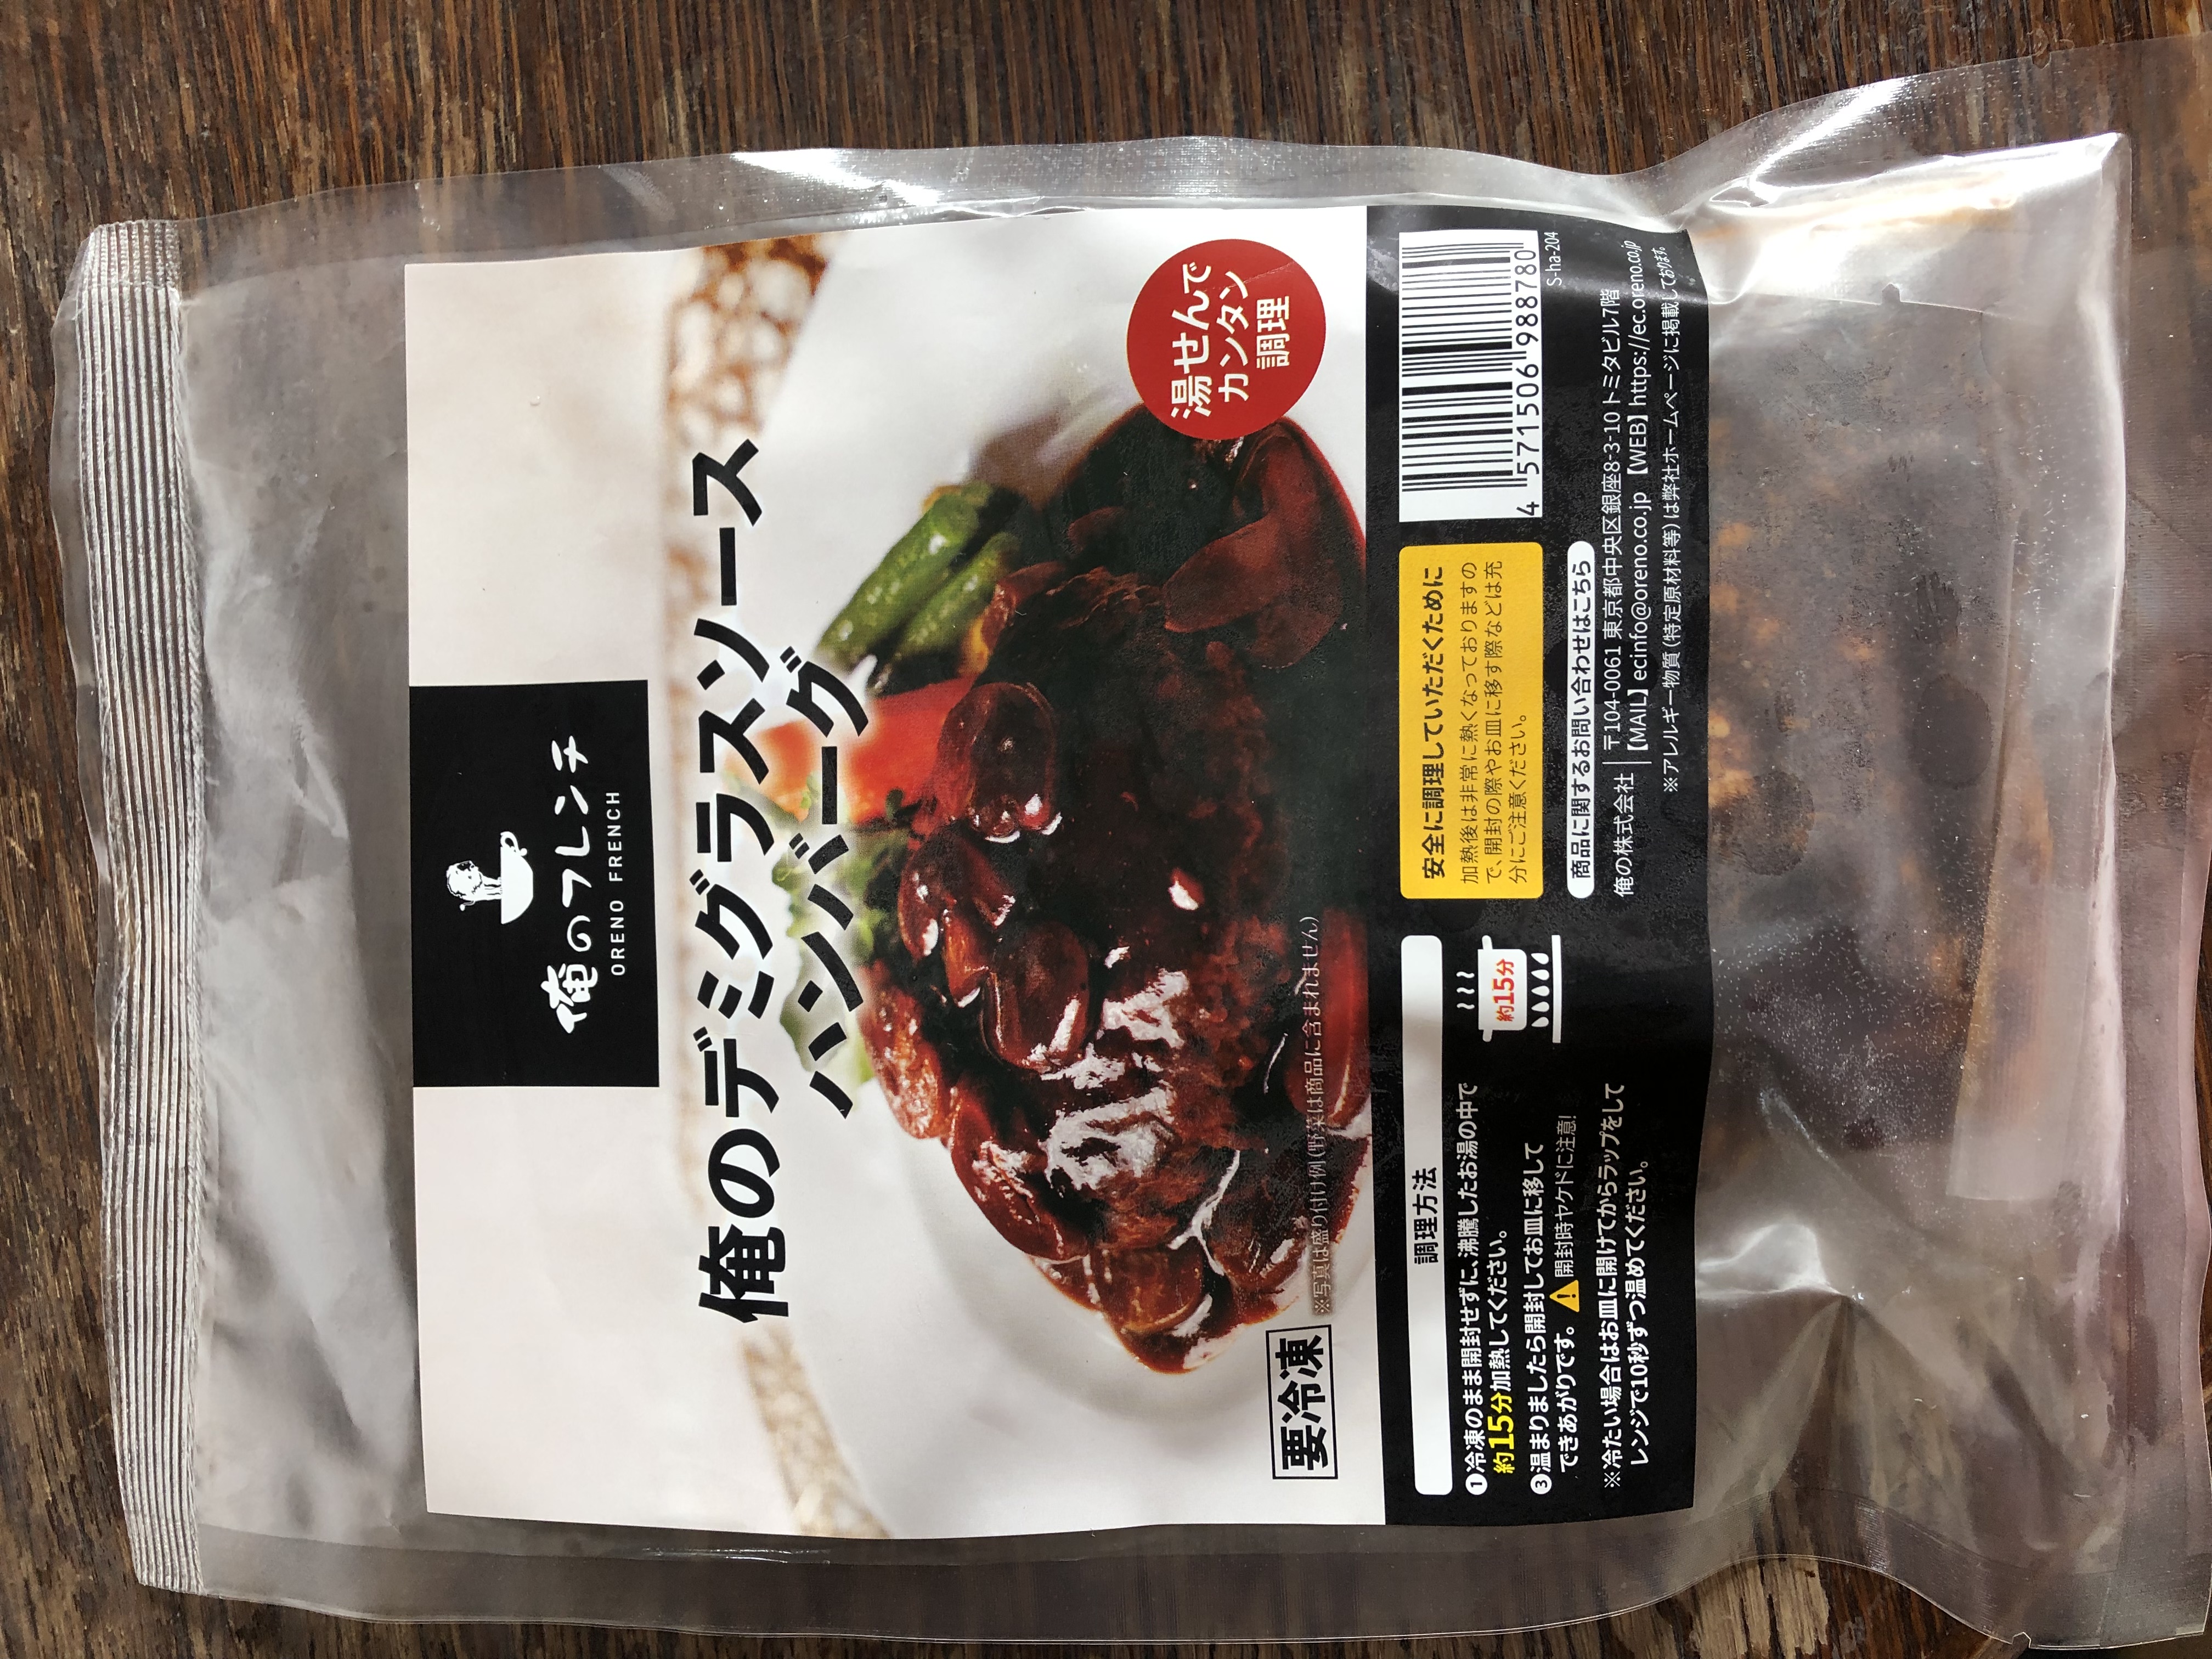 俺のフレンチ
ORENO FRENCH
俺のデミグラスソース
ハンバーグ
湯せんで
カンタン
調理
要冷凍
※写真は盛り付け例(野菜は商品に含まれません)
調理方法
❶冷凍のまま開封せずに、沸騰したお湯の中で
約15分加熱してください。
❸温まりましたら開封してお皿に移して
できあがりです。⚠開封時ヤケドに注意!
※冷たい場合はお皿に開けてからラップをして
レンジで10秒ずつ温めてください。
約15分
安全に調理していただくために
加熱後は非常に熱くなっておりますの
で、開封の際やお皿に移す際などは充
分にご注意ください。
4 571506 988780
S-ha-204
商品に関するお問い合わせはこちら
俺の株式会社
〒104-0061 東京都中央区銀座8-3-10 トミタビル7階
【MAIL】ecinfo@oreno.co.jp 【WEB】https://ec.oreno.co.jp
※アレルギー物質(特定原材料等)は弊社ホームページに掲載しております。